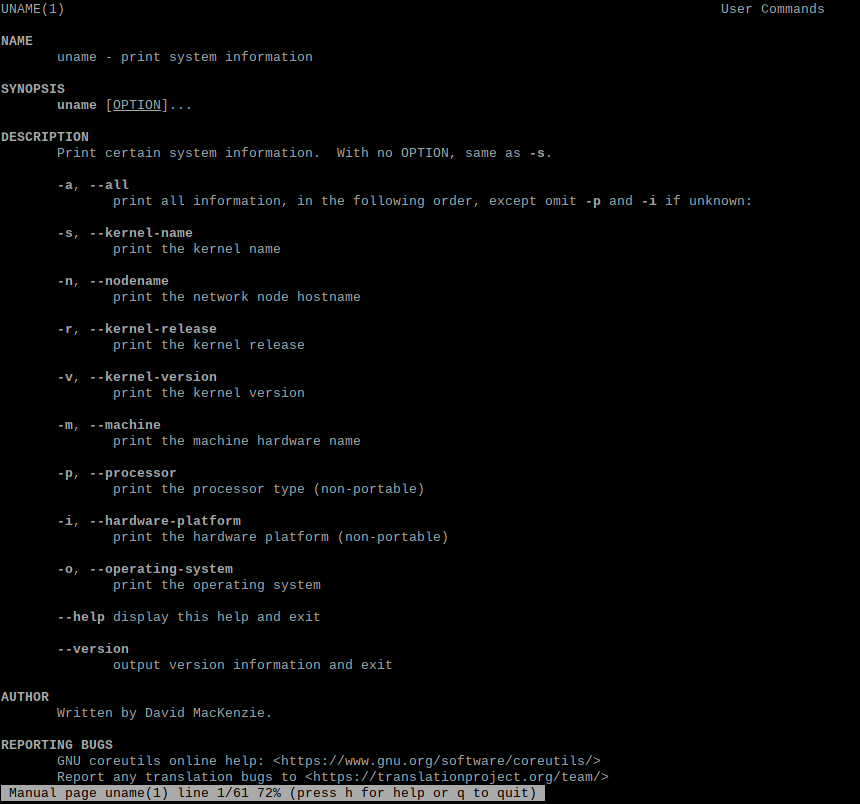 UNAME(1) User Commands
NAME
uname - print system information
SYNOPSIS
uname [OPTION]...
DESCRIPTION
Print certain system information.  With no OPTION, same as -s.
-a, --all
print all information, in the following order, except omit -p and -i if unknown:
-s, --kernel-name
print the kernel name
-n, --nodename
print the network node hostname
-r, --kernel-release
print the kernel release
-v, --kernel-version
print the kernel version
-m, --machine
print the machine hardware name
-p, --processor
print the processor type (non-portable)
-i, --hardware-platform
print the hardware platform (non-portable)
-o, --operating-system
print the operating system
--help display this help and exit
--version
output version information and exit
AUTHOR
Written by David MacKenzie.
REPORTING BUGS
GNU coreutils online help: <https://www.gnu.org/software/coreutils/>
Report any translation bugs to <https://translationproject.org/team/>
Manual page uname(1) line 1/61 72% (press h for help or q to quit)